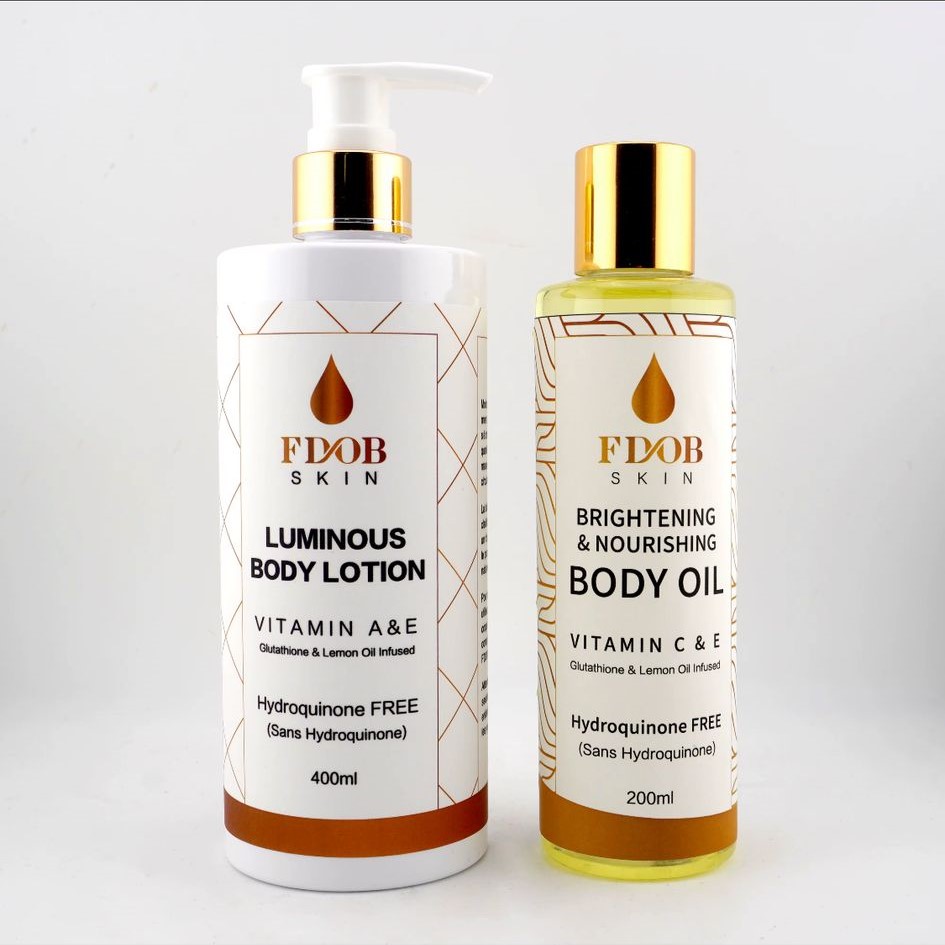 FDOB
SKIN
LUMINOUS
BODY LOTION
VITAMIN A&E
Glutathione & Lemon Oil Infused
Hydroquinone FREE
(Sans Hydroquinone)
400ml
FDOB
SKIN
BRIGHTENING
& NOURISHING
BODY OIL
VITAMIN C & E
Glutathione & Lemon Oil Infused
Hydroquinone FREE
(Sans Hydroquinone)
200ml